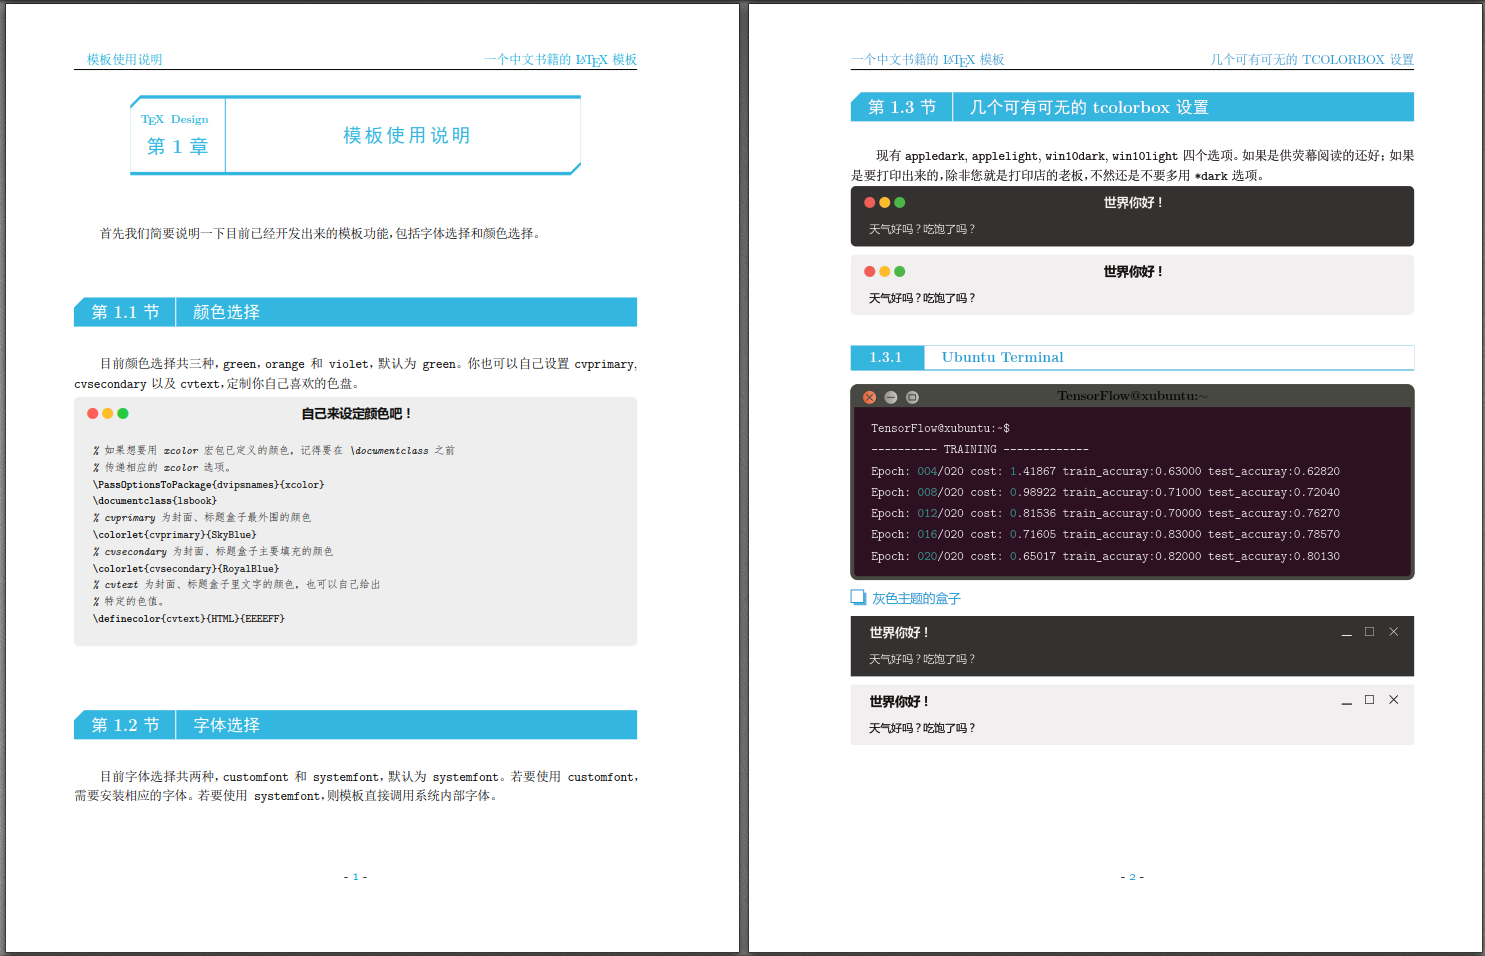 模板使用说明
一个中文书籍的 LATEX 模板
TEX Design
第 1 章
模板使用说明
首先我们简要说明一下目前已经开发出来的模板功能,包括字体选择和颜色选择。
第 1.1 节
颜色选择
目前颜色选择共三种, green, orange 和 violet, 默认为 green。你也可以自己设置 cvprimary,
cvsecondary 以及 cvtext, 定制你自己喜欢的色盘。
自己来设定颜色吧!
% 如果想要用 xcolor 宏包已定义的颜色, 记得要在 \documentclass 之前
% 传递相应的 xcolor 选项。
\PassOptionsToPackage{dvipsnames}{xcolor}
\documentclass{lsbook}
% cvprimary 为封面、标题盒子最外围的颜色
\colorlet{cvprimary}{SkyBlue}
% cvsecondary 为封面、标题盒子主要填充的颜色
\colorlet{cvsecondary}{RoyalBlue}
% cvtext 为封面、标题盒子里文字的颜色, 也可以自己给出
% 特定的色值。
\definecolor{cvtext}{HTML}{EEEEFF}
第 1.2 节
字体选择
目前字体选择共两种, customfont 和 systemfont, 默认为 systemfont。若要使用 customfont,
需要安装相应的字体。若要使用 systemfont, 则模板直接调用系统内部字体。
- 1 -
一个中文书籍的 LATEX 模板
几个可有可无的 TCOLORBOX 设置
第 1.3 节
几个可有可无的 tcolorbox 设置
现有 appledark, applelight, win10dark, win10light 四个选项。如果是供荧幕阅读的还好; 如果
是要打印出来的, 除非您就是打印店的老板, 不然还是不要多用 *dark 选项。
世界你好!
天气好吗?吃饱了吗?
世界你好!
天气好吗?吃饱了吗?
1.3.1
Ubuntu Terminal
TensorFlow@xubuntu:~
TensorFlow@xubuntu:~$
---------- TRAINING -------------
Epoch: 004/020 cost: 1.41867 train_accuray:0.63000 test_accuray:0.62820
Epoch: 008/020 cost: 0.98922 train_accuray:0.71000 test_accuray:0.72040
Epoch: 012/020 cost: 0.81536 train_accuray:0.70000 test_accuray:0.76270
Epoch: 016/020 cost: 0.71605 train_accuray:0.83000 test_accuray:0.78570
Epoch: 020/020 cost: 0.65017 train_accuray:0.82000 test_accuray:0.80130
灰色主题的盒子
世界你好!
天气好吗?吃饱了吗?
世界你好!
天气好吗?吃饱了吗?
- 2 -